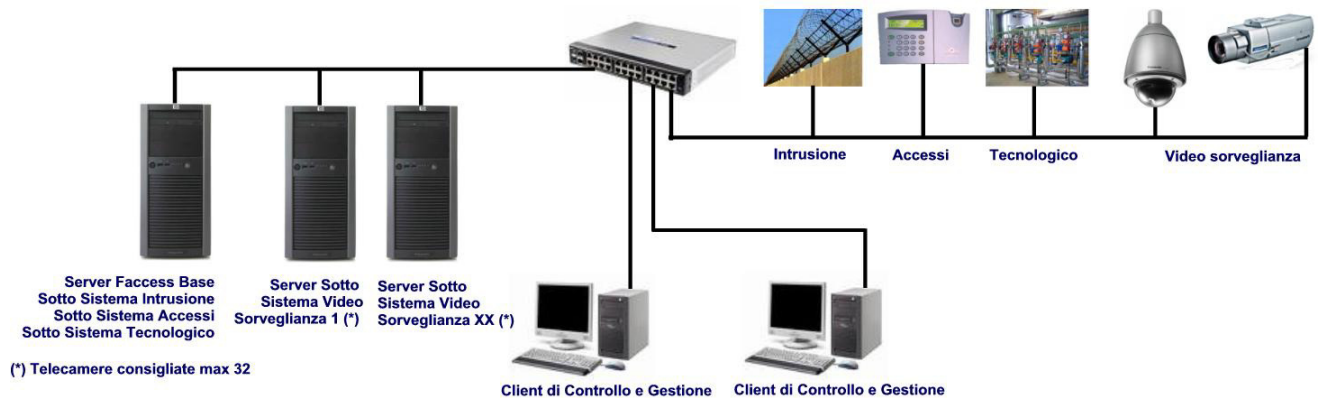 Intrusione
Accessi
Tecnologico
Video sorveglianza
Server Faccess Base
Sotto Sistema Intrusione
Sotto Sistema Accessi
Sotto Sistema Tecnologico
Server Sotto
Sistema Video
Sorveglianza 1 (*)
Server Sotto
Sistema Video
Sorveglianza XX (*)
(*) Telecamere consigliate max 32
Client di Controllo e Gestione
Client di Controllo e Gestione